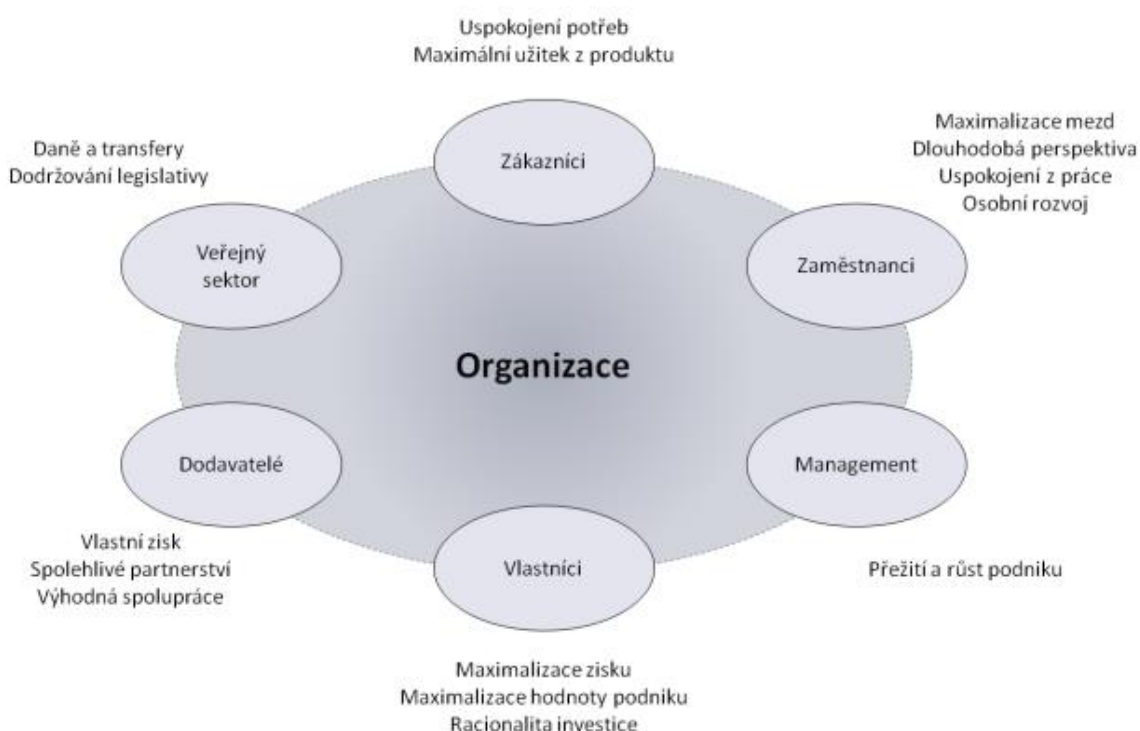 Uspokojení potřeb
Maximální užitek z produktu
Zákazníci
Maximalizace mezd
Dlouhodobá perspektiva
Uspokojení z práce
Osobní rozvoj
Zaměstnanci
Daně a transfery
Dodržování legislativy
Veřejný
sektor
Organizace
Dodavatelé
Vlastní zisk
Spolehlivé partnerství
Výhodná spolupráce
Management
Přežití a růst podniku
Vlastníci
Maximalizace zisku
Maximalizace hodnoty podniku
Racionalita investice